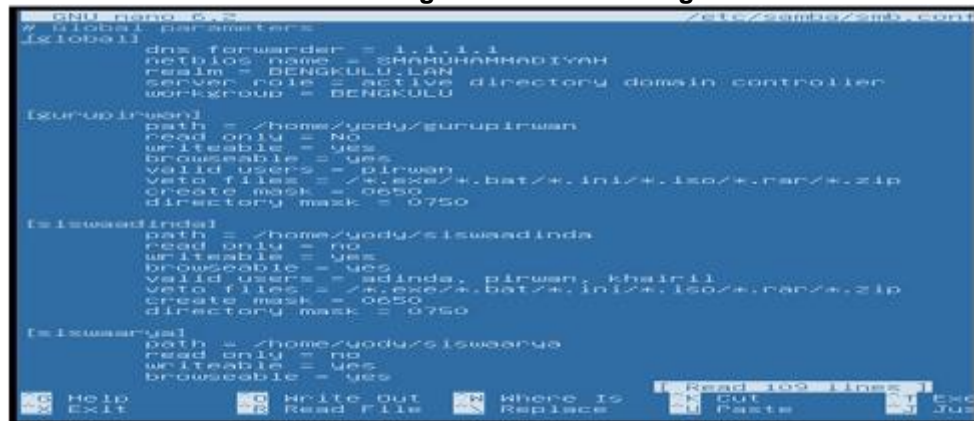 GNU nano 6.2 /etc/samba/smb.conf
# Global parameters
[global]
dns forwarder = 1.1.1.1
netbios name = SMAMUHAMMADIYAH
realm = BENGKULU.LAN
server role = active directory domain controller
workgroup = BENGKULU
[gurupirwan]
path = /home/yody/gurupirwan
read only = No
writeable = yes
browseable = yes
valid users = pirwan
veto files = /*.exe/*.bat/*.ini/*.iso/*.rar/*.zip
create mask = 0650
directory mask = 0750
[siswaadinda]
path = /home/yody/siswaadinda
read only = no
writeable = yes
browseable = yes
valid users = adinda, pirwan, khairil
veto files = /*.exe/*.bat/*.ini/*.iso/*.rar/*.zip
create mask = 0650
directory mask = 0750
[siswaarya]
path = /home/yody/siswaarya
read only = no
writeable = yes
browseable = yes
[ Read 109 lines ]
^G Help ^O Write Out ^W Where Is ^K Cut ^T Exe
^X Exit ^R Read File ^\ Replace ^U Paste ^J Jus